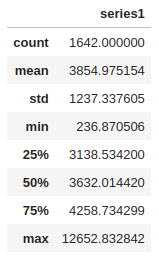 series1
count 1642.000000
mean 3854.975154
std 1237.337605
min 236.870506
25% 3138.534200
50% 3632.014420
75% 4258.734299
max 12652.832842